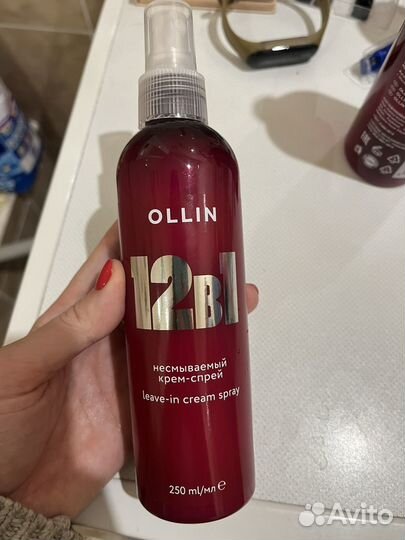 OLLIN
12в1
несмываемый
крем-спрей
leave-in cream spray
250 ml/мл ℮
Avito